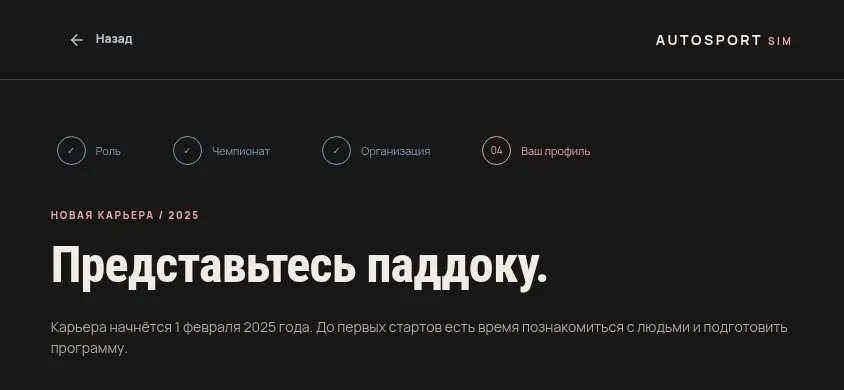 Назад
AUTOSPORT SIM
✓ Роль
✓ Чемпионат
✓ Организация
04 Ваш профиль
НОВАЯ КАРЬЕРА / 2025
Представьтесь паддоку.
Карьера начнётся 1 февраля 2025 года. До первых стартов есть время познакомиться с людьми и подготовить
программу.